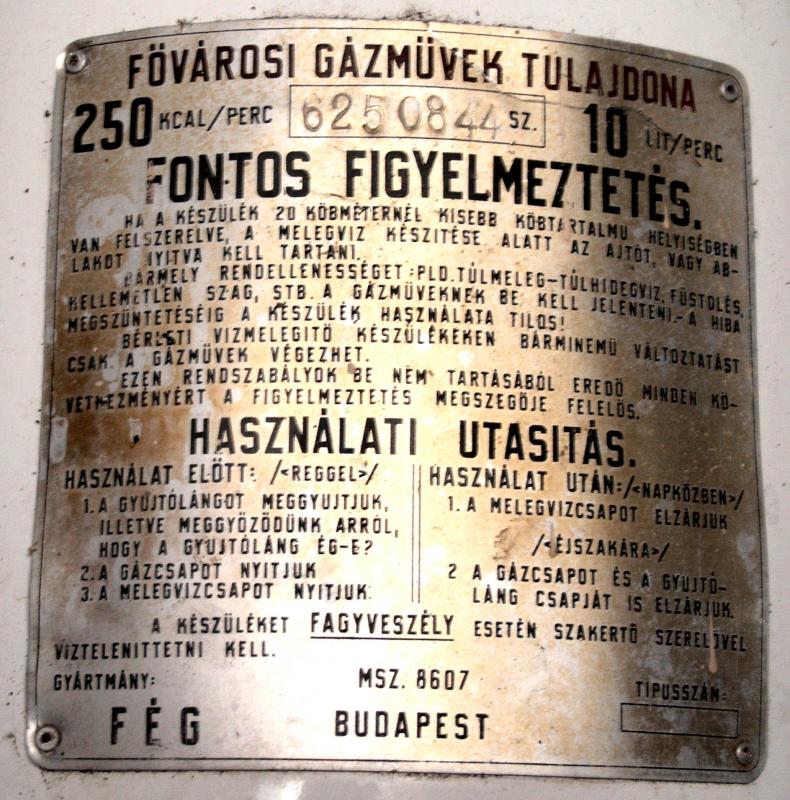 FŐVÁROSI GÁZMÜVEK TULAJDONA
250 KCAL/PERC 6250844 SZ. 10 LIT/PERC
FONTOS FIGYELMEZTETÉS.
HA A KÉSZÜLÉK 20 KÖBMÉTERNÉL KISEBB KÖBTARTALMU HELYISÉGBEN
VAN FELSZERELVE, A MELEGVIZ KÉSZITÉSE ALATT AZ AJTÓT, VAGY AB-
LAKOT NYITVA KELL TARTANI.
BÁRMELY RENDELLENESSÉGET: PLD. TÚLMELEG-TÚLHIDEGVIZ, FÜSTÖLÉS,
KELLEMETLEN SZAG, STB. A GÁZMÜVEKNEK BE KELL JELENTENI.- A HIBA
MEGSZÜNTETÉSÉIG A KÉSZÜLÉK HASZNÁLATA TILOS!
BÉRLETI VIZMELEGITŐ KÉSZÜLÉKEKEN BÁRMINEMÜ VÁLTOZTATÁST
CSAK A GÁZMÜVEK VÉGEZHET.
EZEN RENDSZABÁLYOK BE NEM TARTÁSÁBÓL EREDŐ MINDEN KÖ-
VETKEZMÉNYÉRT A FIGYELMEZTETÉS MEGSZEGŐJE FELELŐS.
HASZNÁLATI UTASITÁS.
HASZNÁLAT ELŐTT: /<REGGEL>/
1. A GYUJTÓLÁNGOT MEGGYUJTJUK,
ILLETVE MEGGYŐZŐDÜNK ARRÓL,
HOGY A GYUJTÓLÁNG ÉG-E?
2. A GÁZCSAPOT NYITJUK
3. A MELEGVIZCSAPOT NYITJUK.
HASZNÁLAT UTÁN: /<NAPKÖZBEN>/
1. A MELEGVIZCSAPOT ELZÁRJUK
/<ÉJSZAKÁRA>/
2 A GÁZCSAPOT ÉS A GYUJTÓ-
LÁNG CSAPJÁT IS ELZÁRJUK.
A KÉSZÜLÉKET FAGYVESZÉLY ESETÉN SZAKERTŐ SZERELŐVEL
VIZTELENITTETNI KELL.
GYÁRTMÁNY: MSZ. 8607 TIPUSSZÁM:
FÉG BUDAPEST